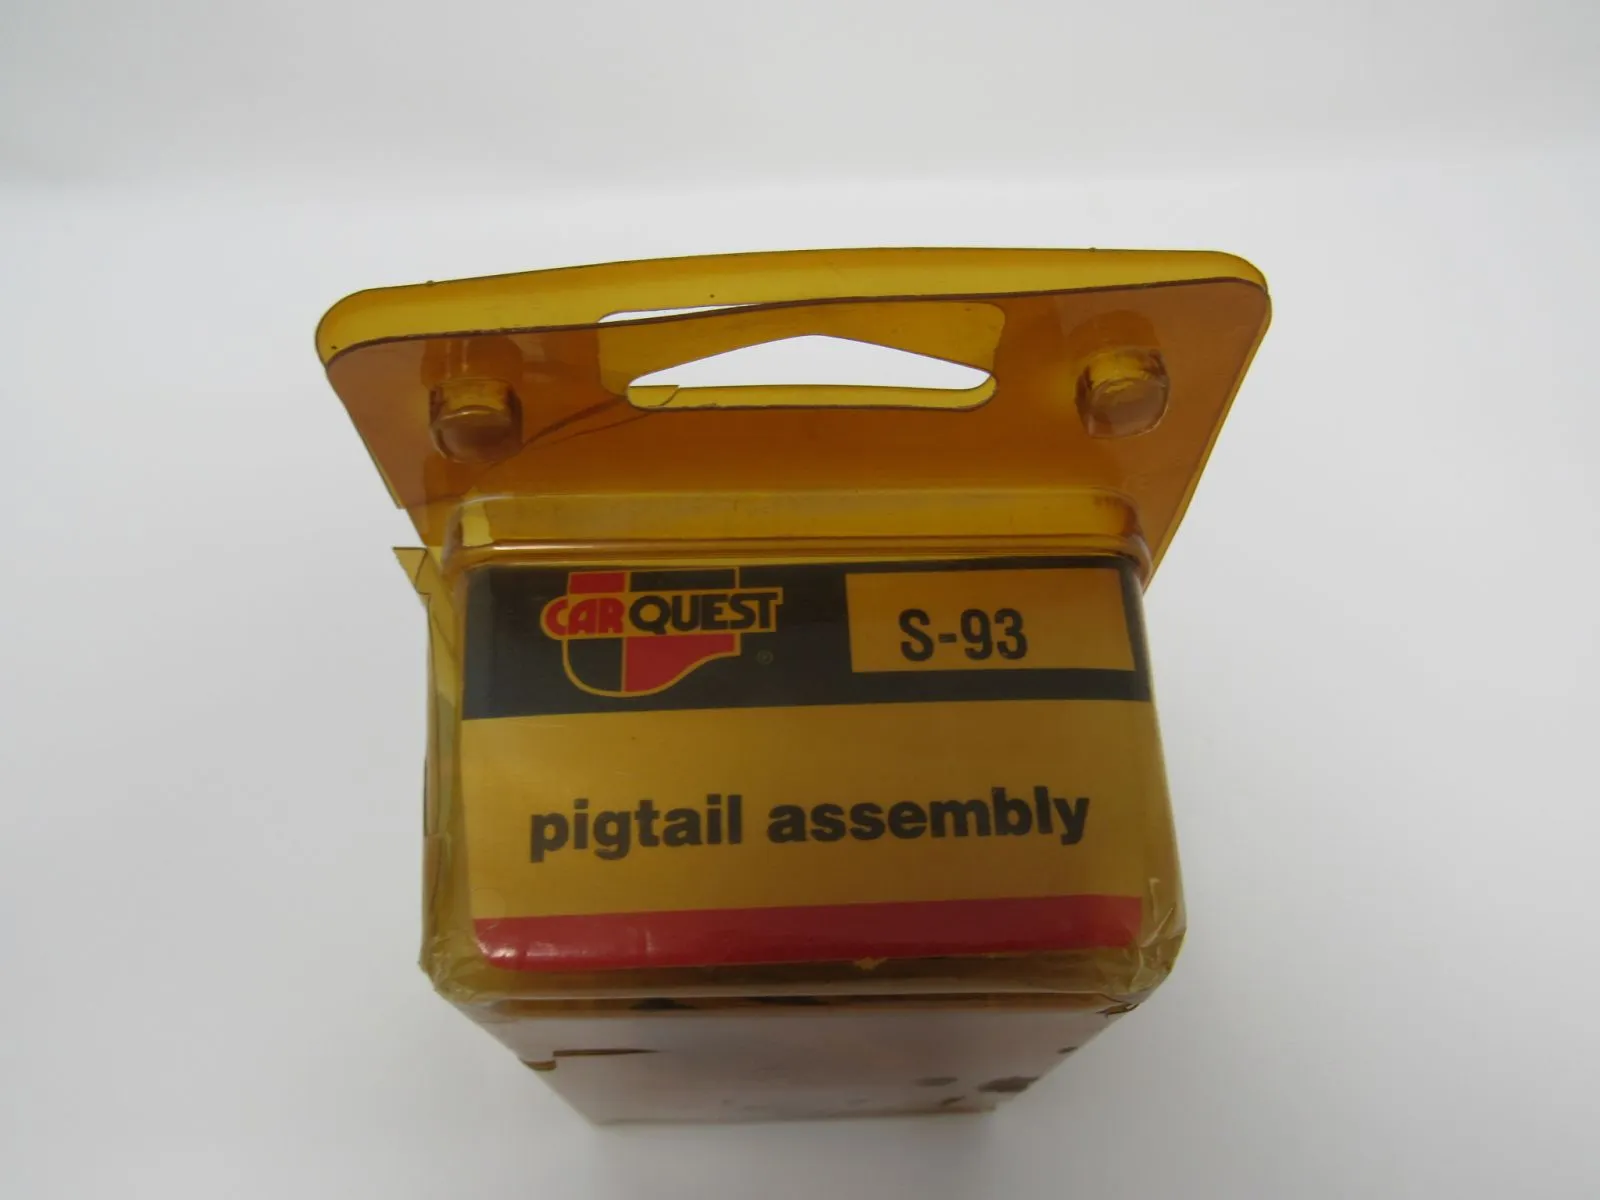 CARQUEST ®
S-93
pigtail assembly